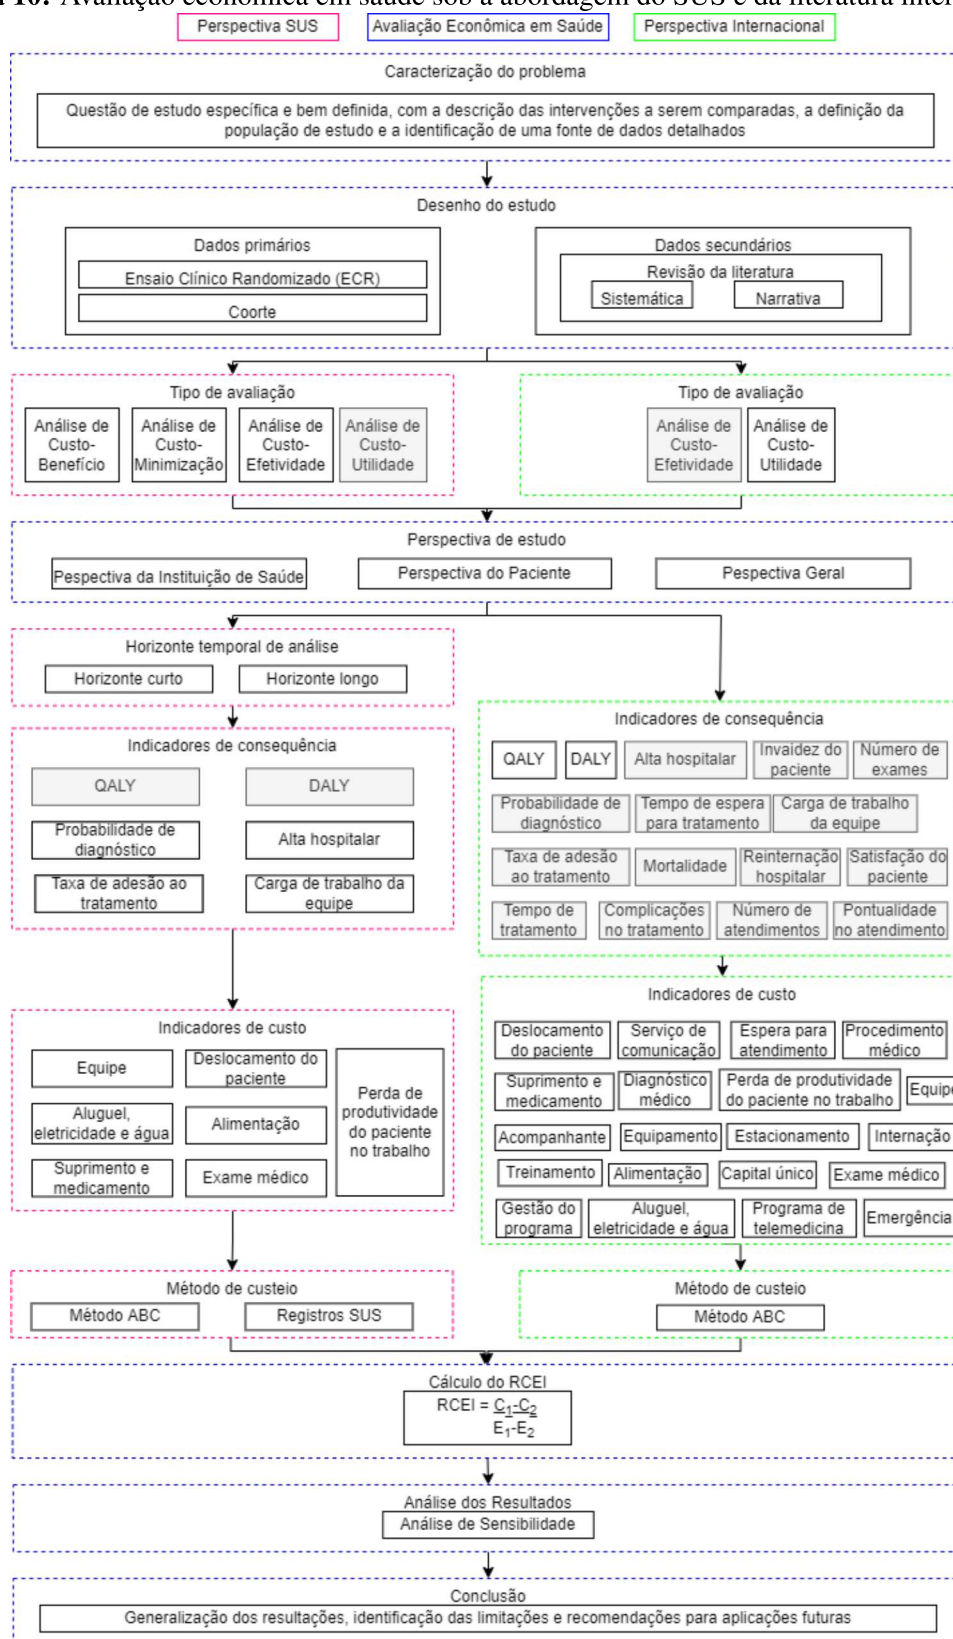 10: Avaliação econômica em saúde sob a abordagem do SUS e da literatura
Perspectiva SUS
Avaliação Econômica em Saúde
Perspectiva Internacional
Caracterização do problema
Questão de estudo específica e bem definida, com a descrição das intervenções a serem comparadas, a definição da
população de estudo e a identificação de uma fonte de dados detalhados
Desenho do estudo
Dados primários
Ensaio Clínico Randomizado (ECR)
Coorte
Dados secundários
Revisão da literatura
Sistemática
Narrativa
Tipo de avaliação
Análise de
Custo-
Benefício
Análise de
Custo-
Minimização
Análise de
Custo-
Efetividade
Análise de
Custo-
Utilidade
Tipo de avaliação
Análise de
Custo-
Efetividade
Análise de
Custo-
Utilidade
Perspectiva de estudo
Pespectiva da Instituição de Saúde
Perspectiva do Paciente
Pespectiva Geral
Horizonte temporal de análise
Horizonte curto
Horizonte longo
Indicadores de consequência
QALY
DALY
Probabilidade de
diagnóstico
Alta hospitalar
Taxa de adesão ao
tratamento
Carga de trabalho da
equipe
Indicadores de consequência
QALY
DALY
Alta hospitalar
Invaidez do
paciente
Número de
exames
Probabilidade de
diagnóstico
Tempo de espera
para tratamento
Carga de trabalho
da equipe
Taxa de adesão
ao tratamento
Mortalidade
Reinternação
hospitalar
Satisfação do
paciente
Tempo de
tratamento
Complicações
no tratamento
Número de
atendimentos
Pontualidade
no atendimento
Indicadores de custo
Equipe
Deslocamento do
paciente
Perda de
produtividade
do paciente
no trabalho
Aluguel,
eletricidade e água
Alimentação
Suprimento e
medicamento
Exame médico
Indicadores de custo
Deslocamento
do paciente
Serviço de
comunicação
Espera para
atendimento
Procedimento
médico
Suprimento e
medicamento
Diagnóstico
médico
Perda de produtividade
do paciente no trabalho
Equipe
Acompanhante
Equipamento
Estacionamento
Internação
Treinamento
Alimentação
Capital único
Exame médico
Gestão do
programa
Aluguel,
eletricidade e água
Programa de
telemedicina
Emergência
Método de custeio
Método ABC
Registros SUS
Método de custeio
Método ABC
Cálculo do RCEI
RCEI = C₁-C₂
E₁-E₂
Análise dos Resultados
Análise de Sensibilidade
Conclusão
Generalização dos resultações, identificação das limitações e recomendações para aplicações futuras